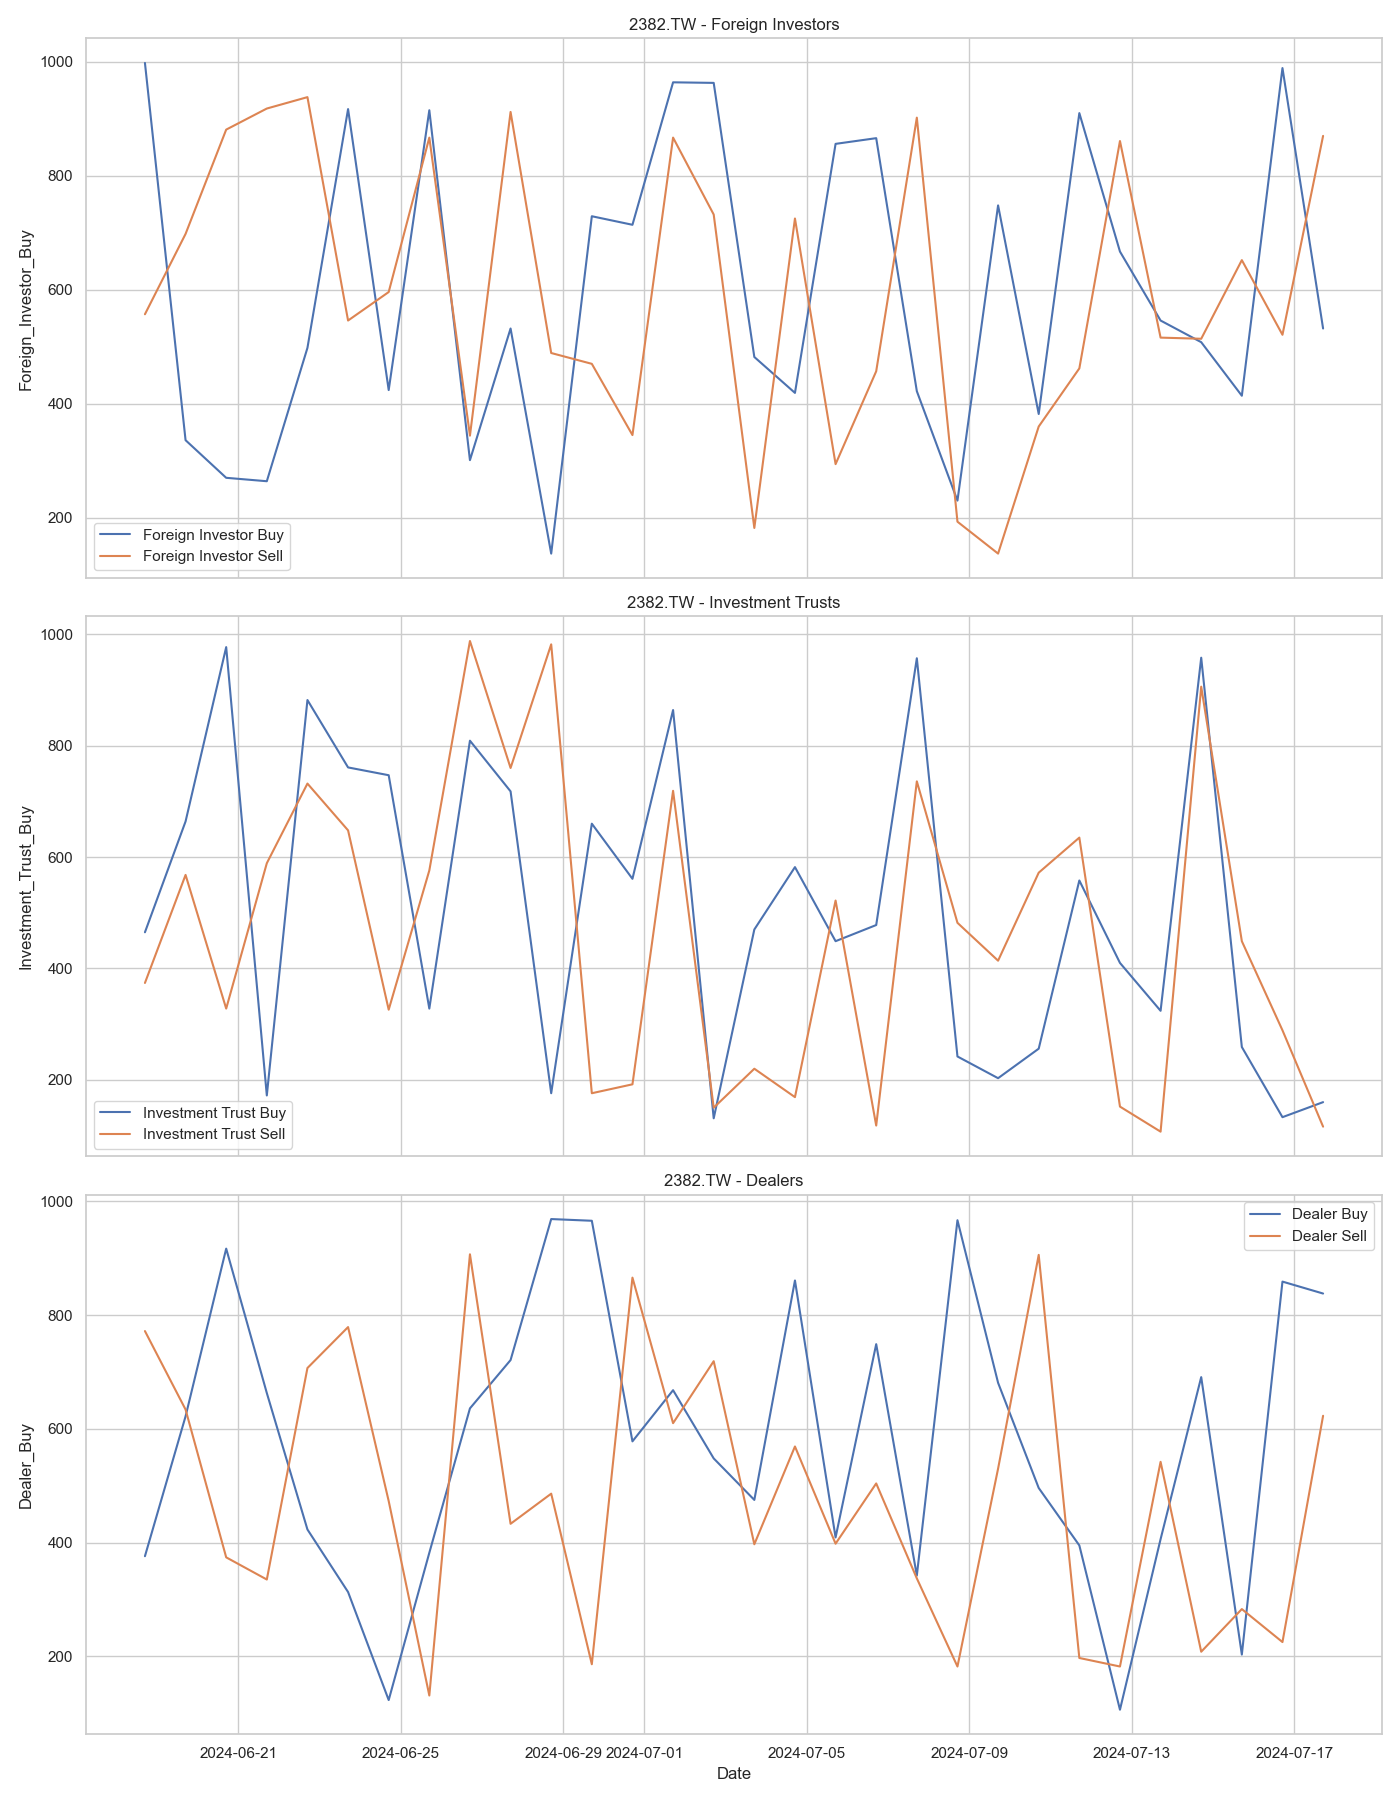 2382.TW - Foreign Investors
1000
800
600
400
200
Foreign_Investor_Buy
Foreign Investor Buy
Foreign Investor Sell
2382.TW - Investment Trusts
1000
800
600
400
200
Investment_Trust_Buy
Investment Trust Buy
Investment Trust Sell
2382.TW - Dealers
1000
800
600
400
200
Dealer_Buy
Dealer Buy
Dealer Sell
2024-06-21 2024-06-25 2024-06-29 2024-07-01 2024-07-05 2024-07-09 2024-07-13 2024-07-17
Date